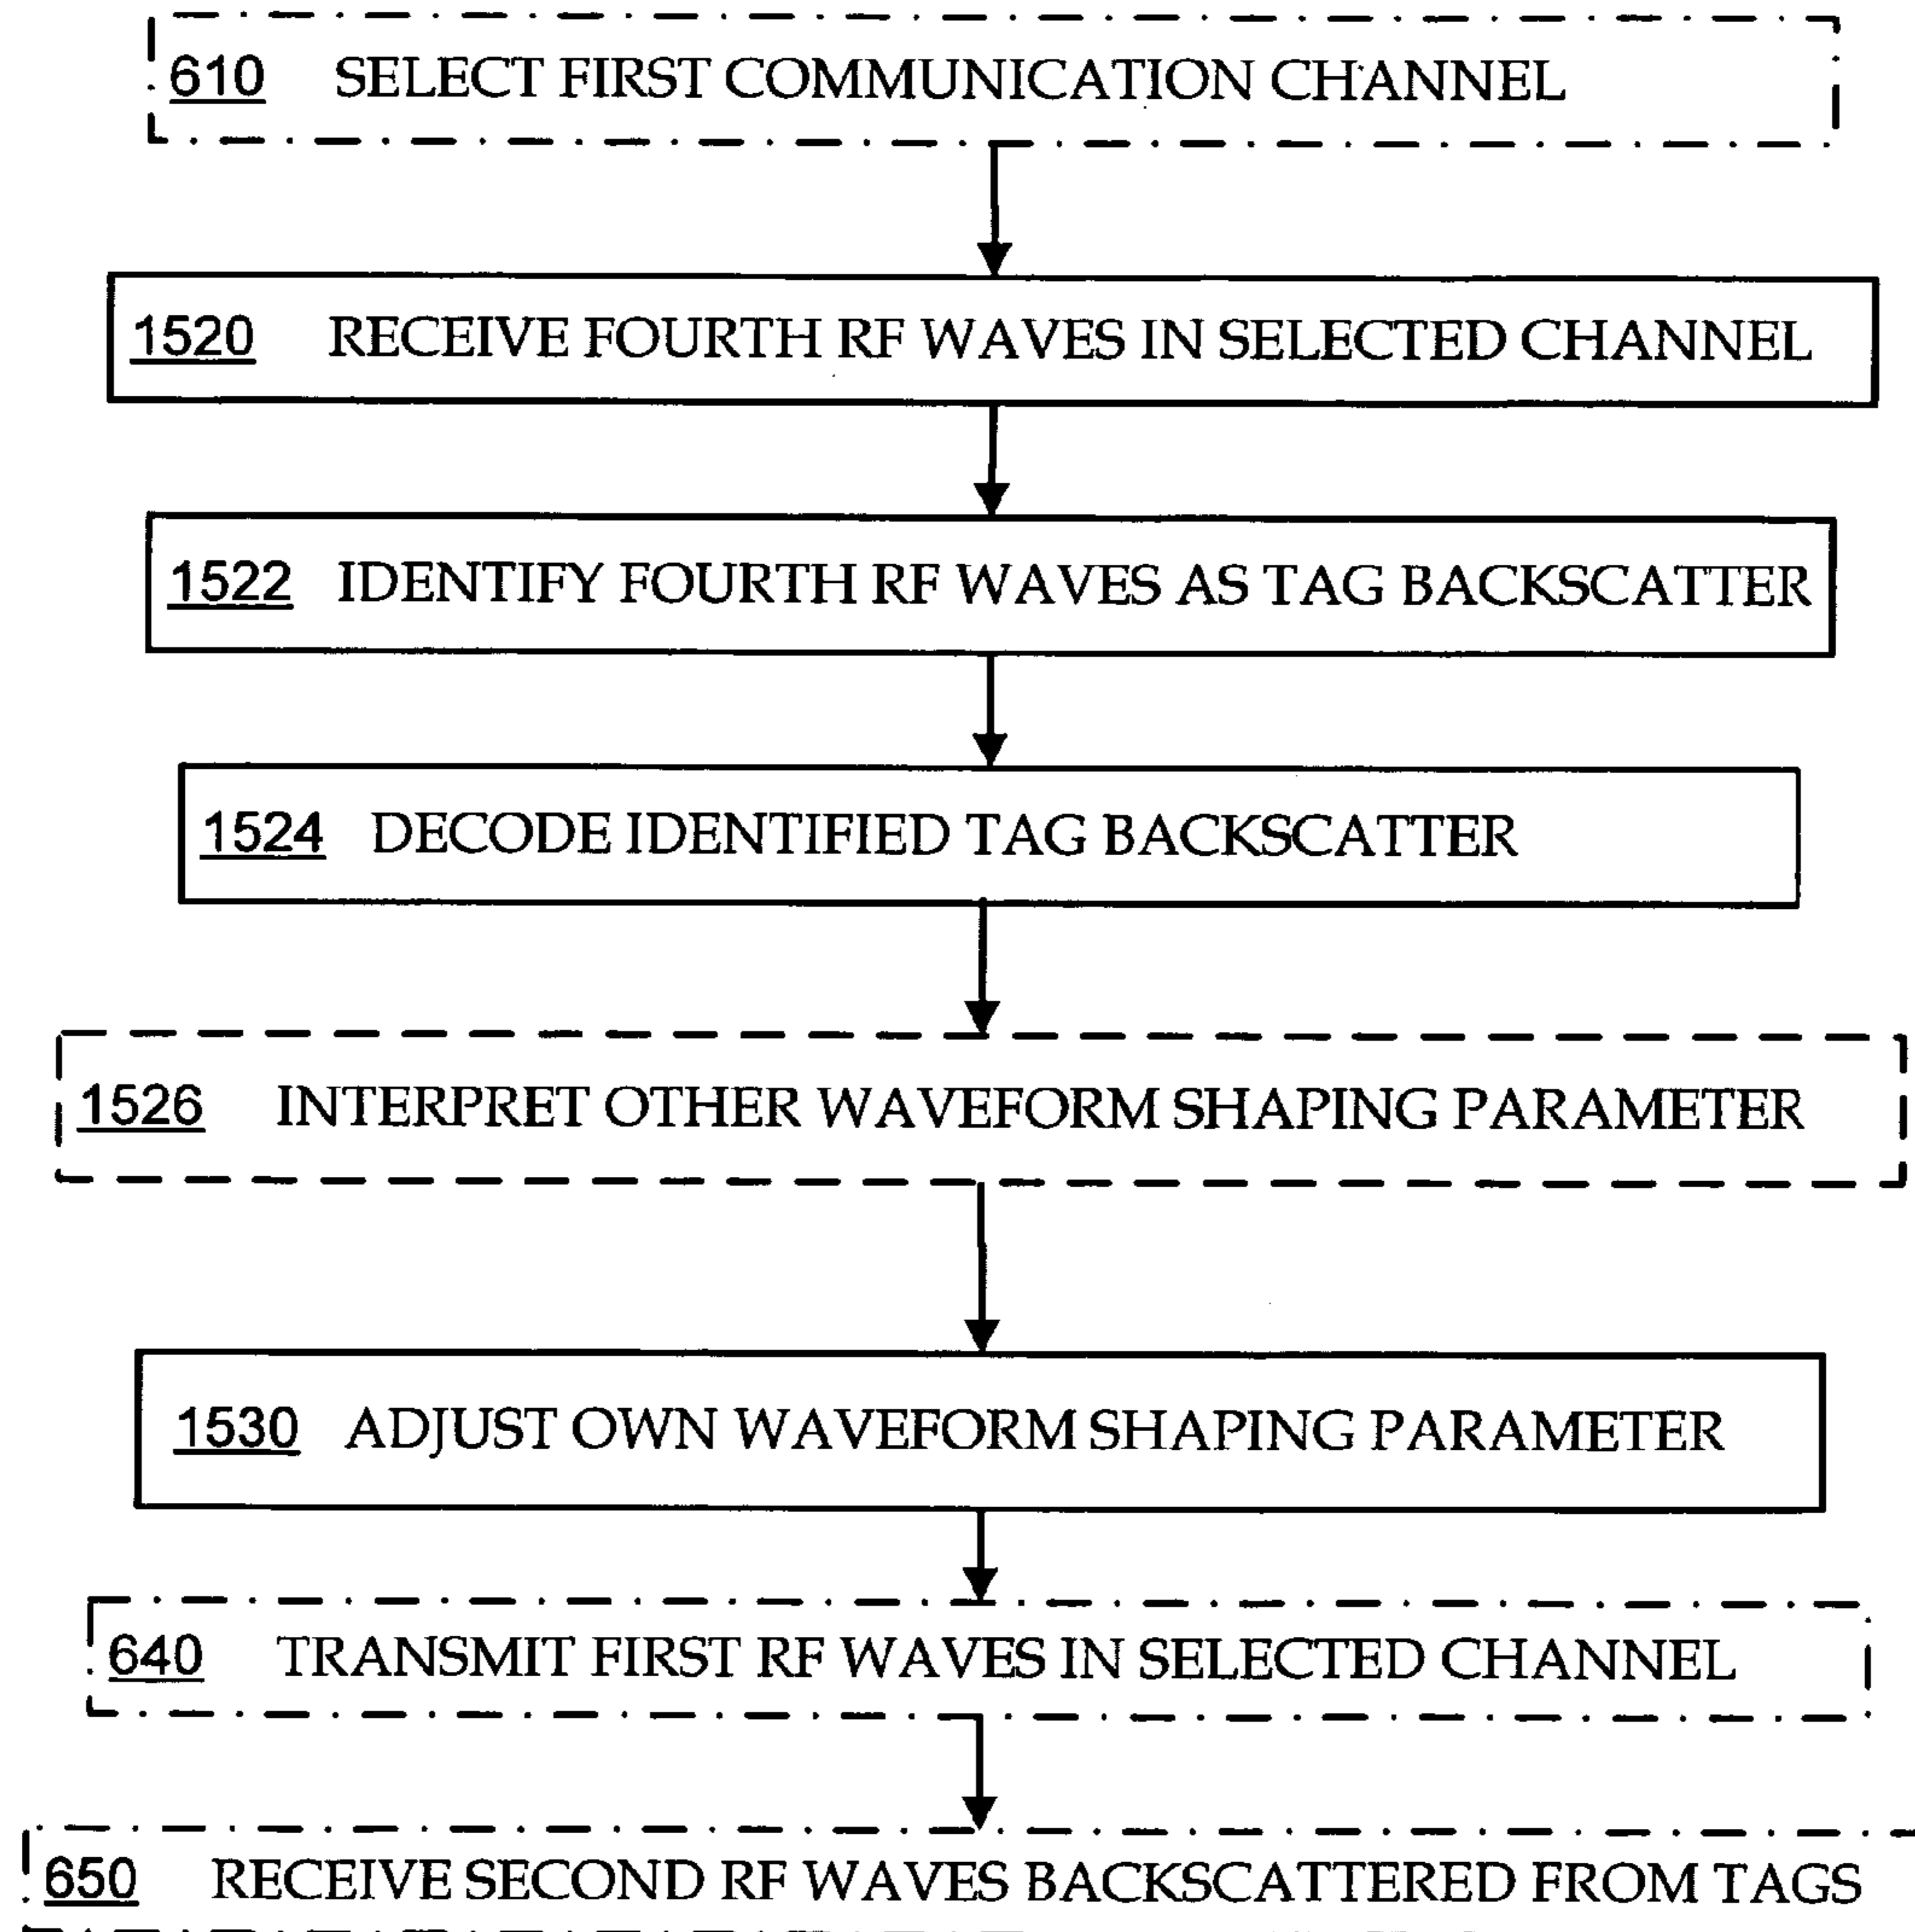 610 SELECT FIRST COMMUNICATION CHANNEL
1520 RECEIVE FOURTH RF WAVES IN SELECTED CHANNEL
1522 IDENTIFY FOURTH RF WAVES AS TAG BACKSCATTER
1524 DECODE IDENTIFIED TAG BACKSCATTER
1526 INTERPRET OTHER WAVEFORM SHAPING PARAMETER
1530 ADJUST OWN WAVEFORM SHAPING PARAMETER
640 TRANSMIT FIRST RF WAVES IN SELECTED CHANNEL
650 RECEIVE SECOND RF WAVES BACKSCATTERED FROM TAGS